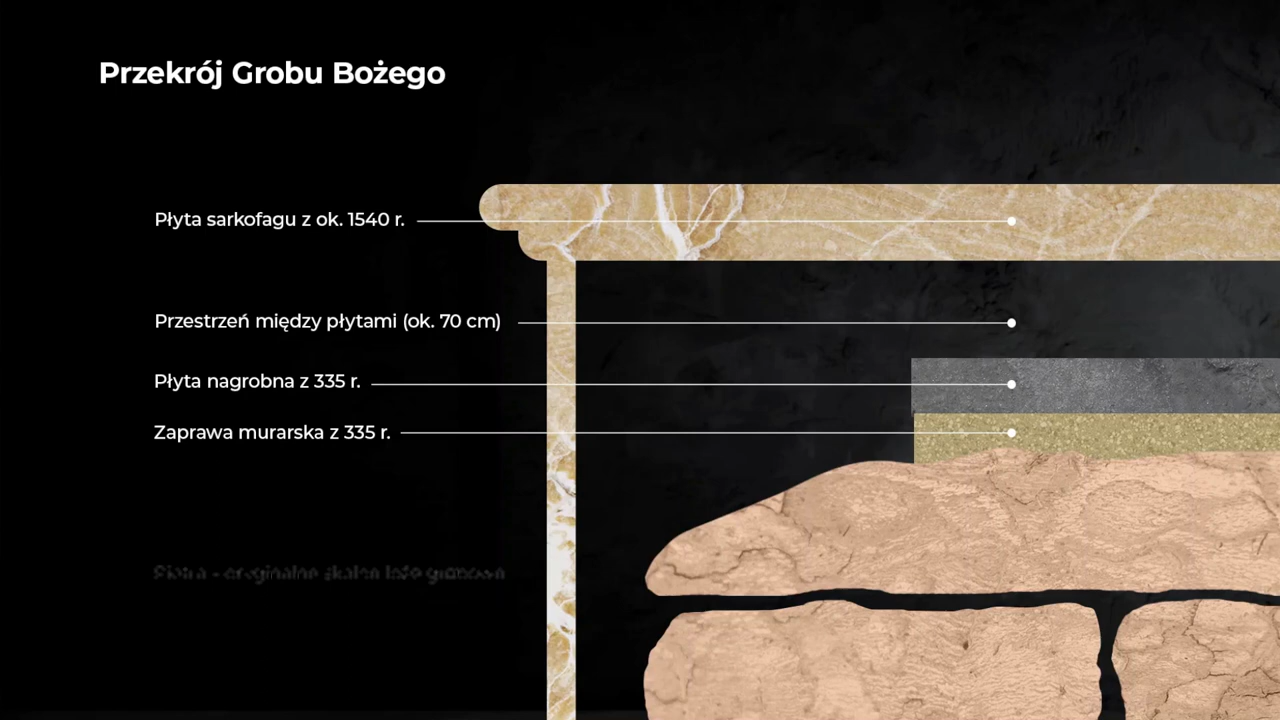 Przekrój Grobu Bożego
Płyta sarkofagu z ok. 1540 r.
Przestrzeń między płytami (ok. 70 cm)
Płyta nagrobna z 335 r.
Zaprawa murarska z 335 r.